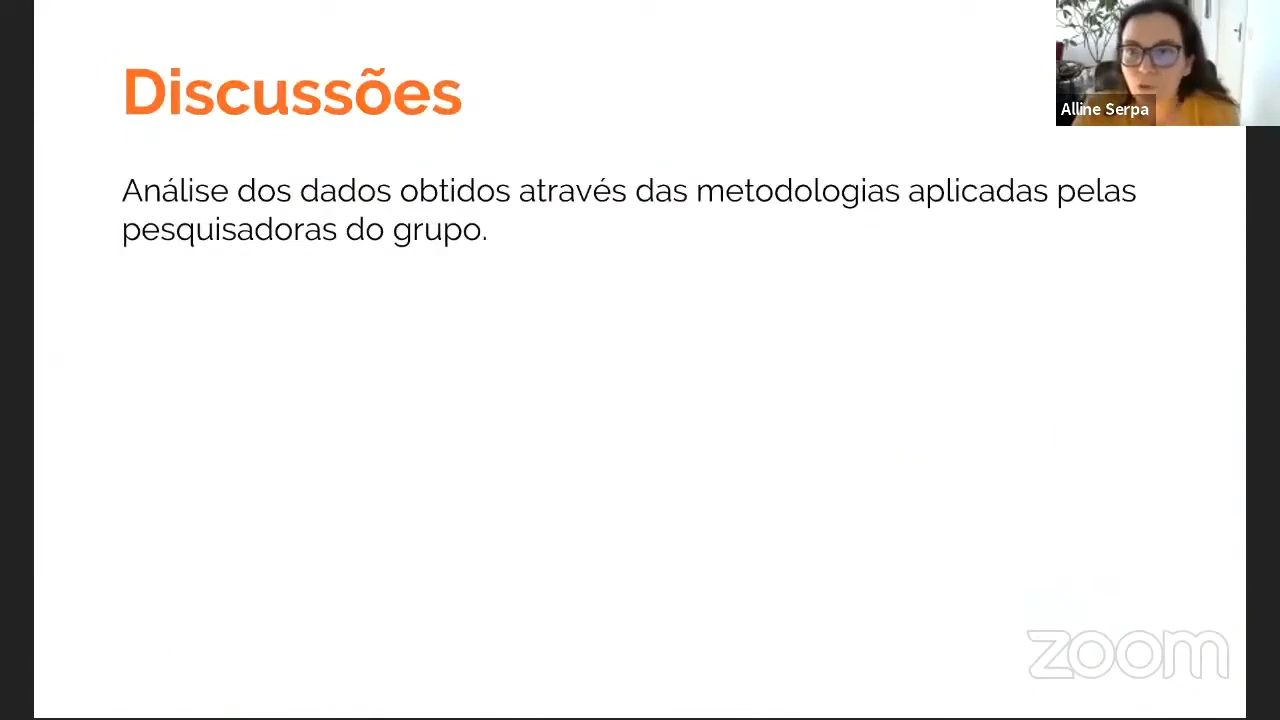 Discussões
Alline Serpa
Análise dos dados obtidos através das metodologias aplicadas pelas
pesquisadoras do grupo.
zoom